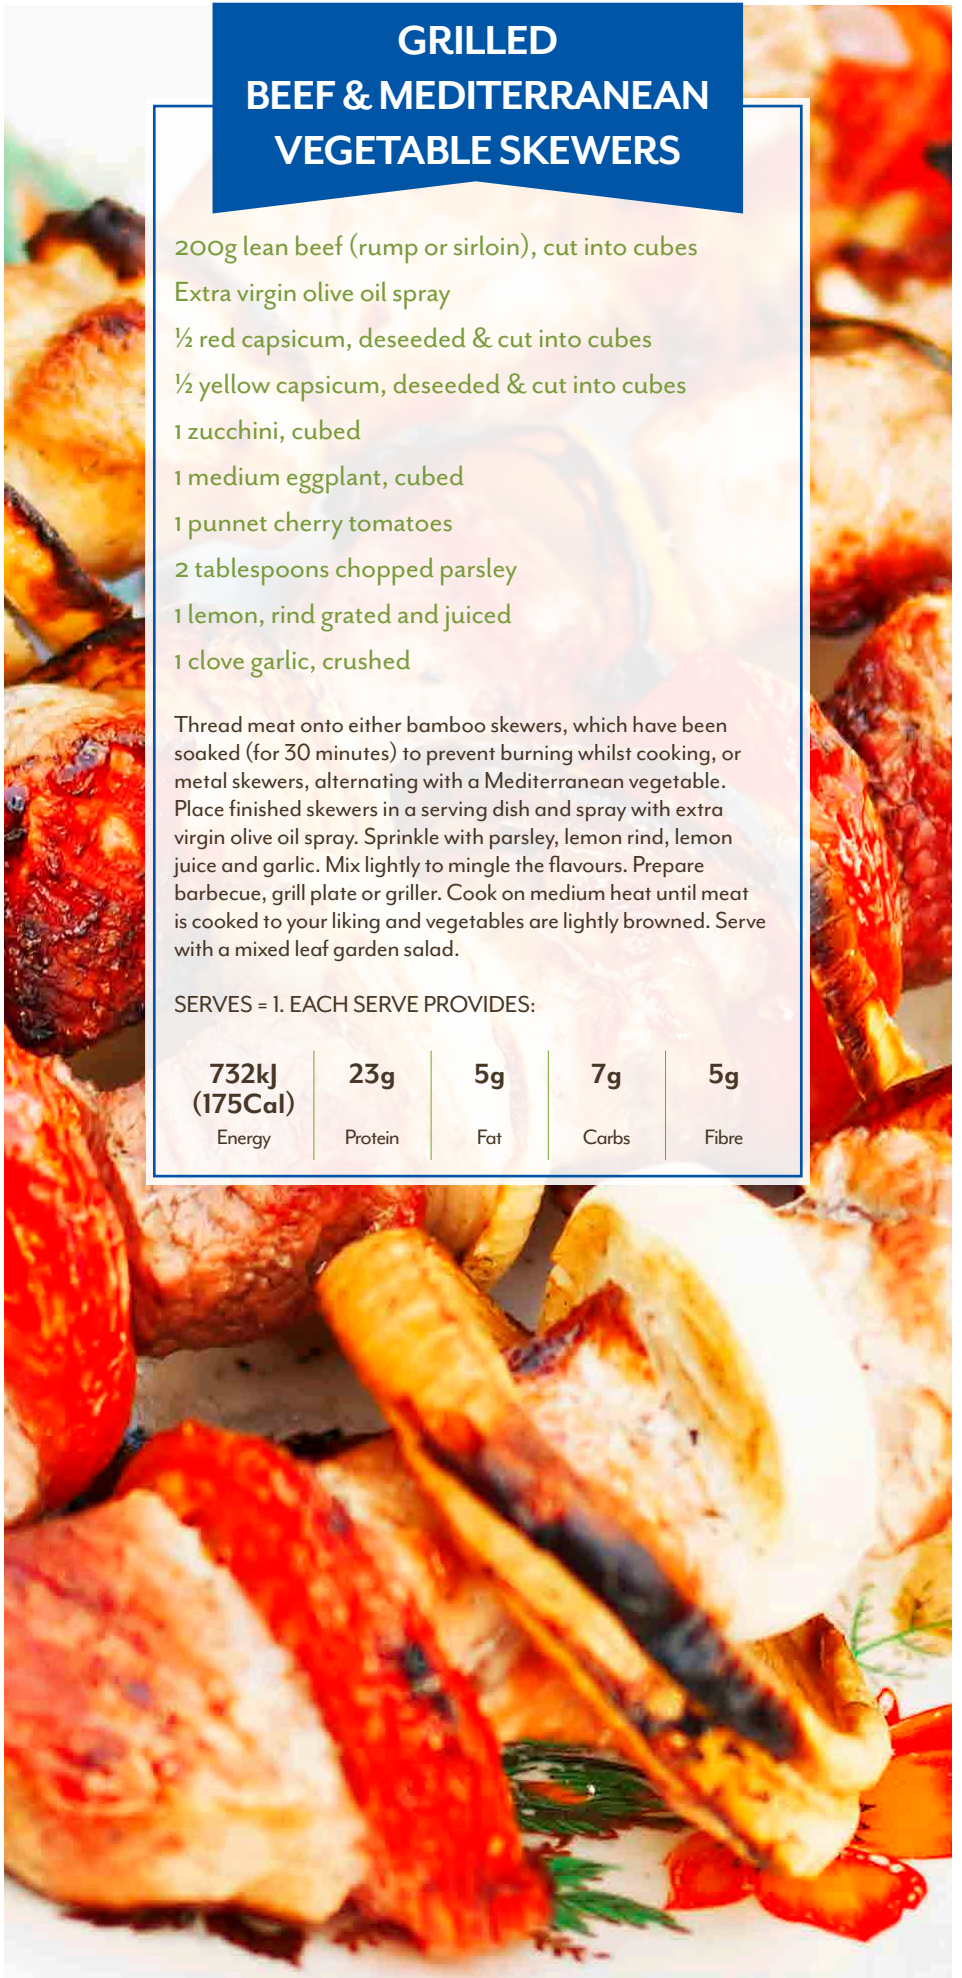 GRILLED
BEEF & MEDITERRANEAN
VEGETABLE SKEWERS
200g lean beef (rump or sirloin), cut into cubes
Extra virgin olive oil spray
½ red capsicum, deseeded & cut into cubes
½ yellow capsicum, deseeded & cut into cubes
1 zucchini, cubed
1 medium eggplant, cubed
1 punnet cherry tomatoes
2 tablespoons chopped parsley
1 lemon, rind grated and juiced
1 clove garlic, crushed
Thread meat onto either bamboo skewers, which have been
soaked (for 30 minutes) to prevent burning whilst cooking, or
metal skewers, alternating with a Mediterranean vegetable.
Place finished skewers in a serving dish and spray with extra
virgin olive oil spray. Sprinkle with parsley, lemon rind, lemon
juice and garlic. Mix lightly to mingle the flavours. Prepare
barbecue, grill plate or griller. Cook on medium heat until meat
is cooked to your liking and vegetables are lightly browned. Serve
with a mixed leaf garden salad.
SERVES = 1. EACH SERVE PROVIDES:
732kJ 23g 5g 7g 5g
(175Cal)
Energy Protein Fat Carbs Fibre